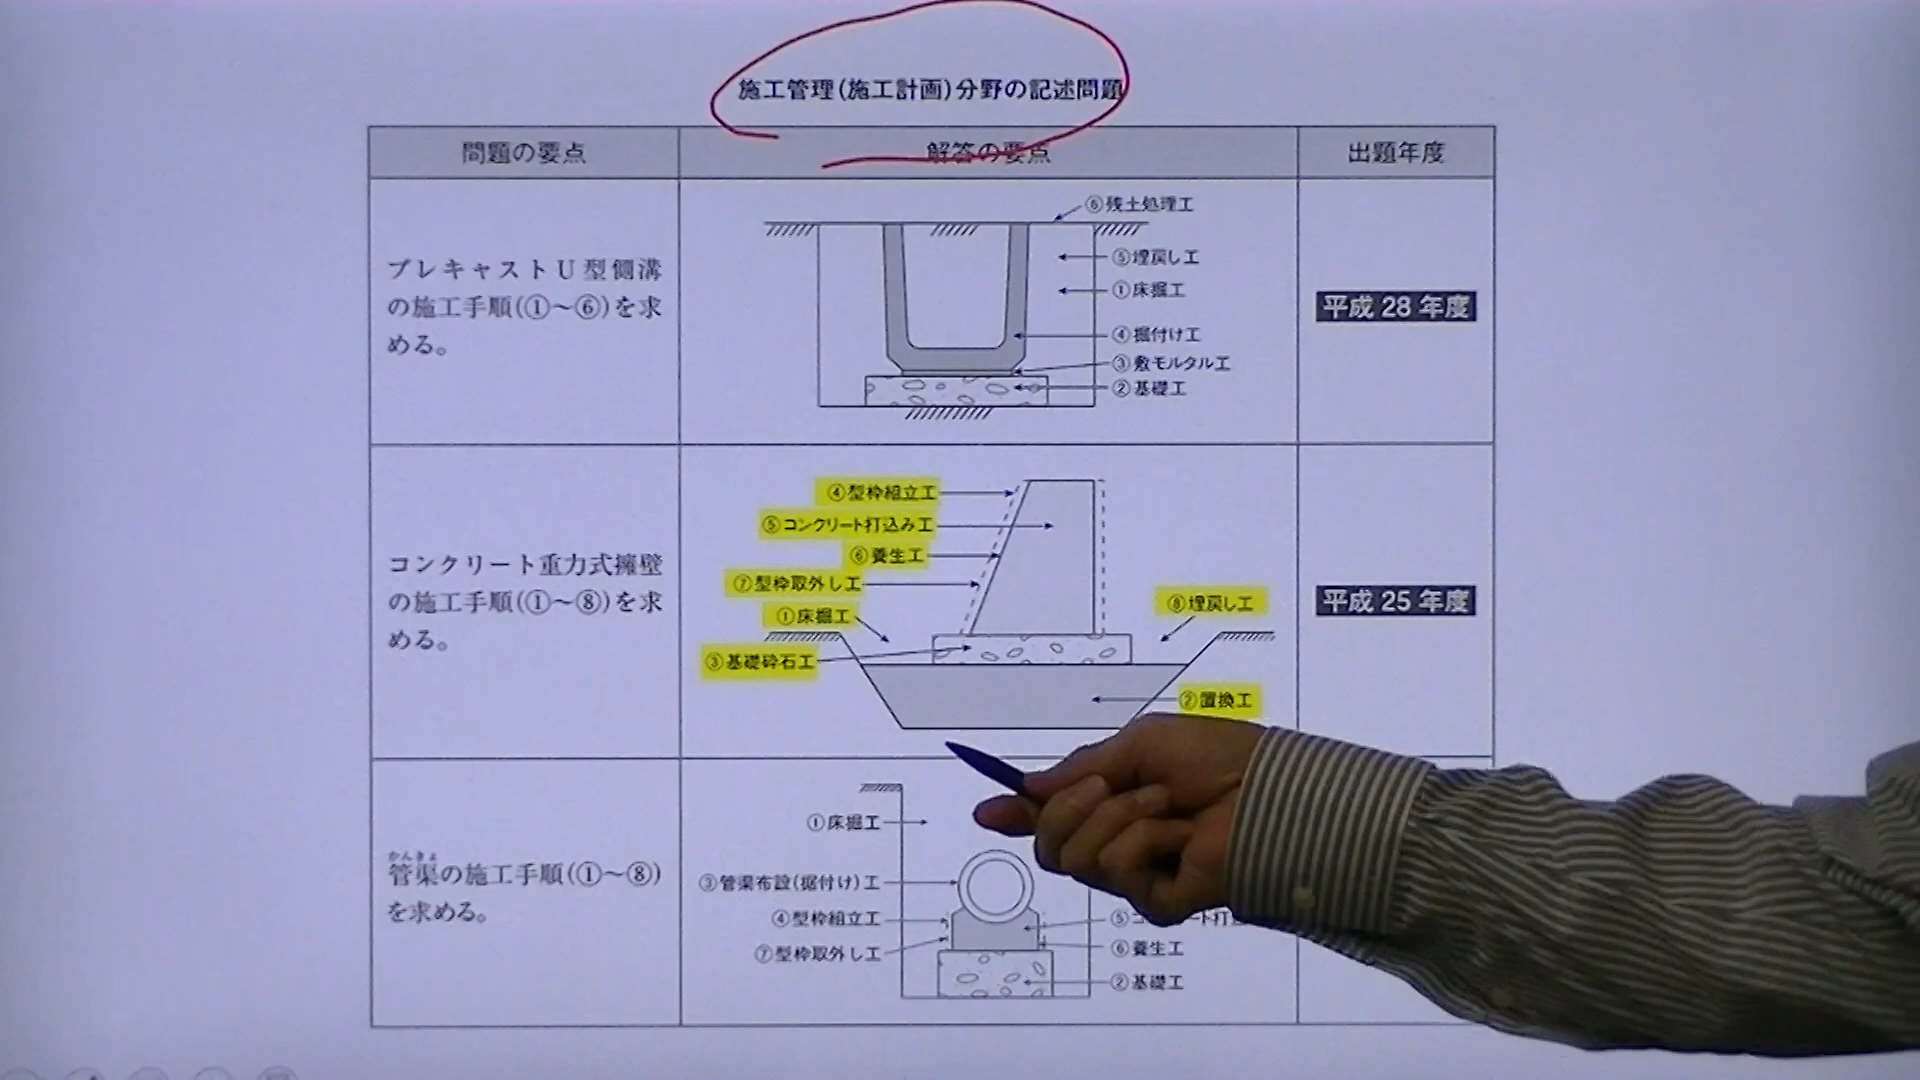 施工管理(施工計画)分野の記述問題
問題の要点
解答の要点
出題年度
プレキャストU型側溝
の施工手順(①〜⑥)を求
める。
⑥残土処理工
⑤埋戻し工
①床掘工
④据付け工
③敷モルタル工
②基礎工
平成 28 年度
コンクリート重力式擁壁
の施工手順(①〜⑧)を求
める。
④型枠組立工
⑤コンクリート打込み工
⑥養生工
⑦型枠取外し工
①床掘工
③基礎砕石工
⑧埋戻し工
②置換工
平成 25 年度
かんきょ
管渠の施工手順(①〜⑧)
を求める。
①床掘工
③管渠布設(据付け)工
④型枠組立工
⑦型枠取外し工
⑤コ
ート打
⑥養生工
②基礎工